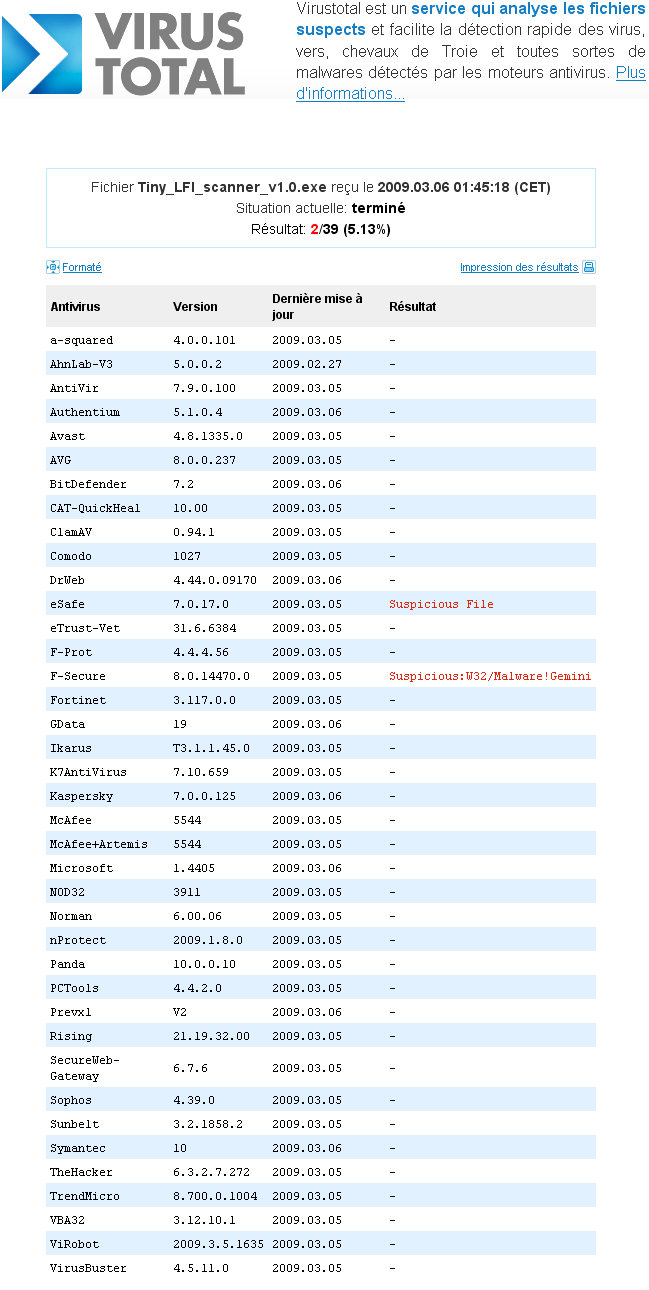 VIRUS
TOTAL
Virustotal est un service qui analyse les fichiers
suspects et facilite la détection rapide des virus,
vers, chevaux de Troie et toutes sortes de
malwares détectés par les moteurs antivirus. Plus
d'informations...
Fichier Tiny_LFI_scanner_v1.0.exe reçu le 2009.03.06 01:45:18 (CET)
Situation actuelle: terminé
Résultat: 2/39 (5.13%)
Formaté Impression des résultats
Antivirus Version Dernière mise à jour Résultat
a-squared 4.0.0.101 2009.03.05 -
AhnLab-V3 5.0.0.2 2009.02.27 -
AntiVir 7.9.0.100 2009.03.05 -
Authentium 5.1.0.4 2009.03.06 -
Avast 4.8.1335.0 2009.03.05 -
AVG 8.0.0.237 2009.03.05 -
BitDefender 7.2 2009.03.06 -
CAT-QuickHeal 10.00 2009.03.05 -
ClamAV 0.94.1 2009.03.05 -
Comodo 1027 2009.03.05 -
DrWeb 4.44.0.09170 2009.03.06 -
eSafe 7.0.17.0 2009.03.05 Suspicious File
eTrust-Vet 31.6.6384 2009.03.05 -
F-Prot 4.4.4.56 2009.03.05 -
F-Secure 8.0.14470.0 2009.03.05 Suspicious:W32/Malware!Gemini
Fortinet 3.117.0.0 2009.03.05 -
GData 19 2009.03.06 -
Ikarus T3.1.1.45.0 2009.03.05 -
K7AntiVirus 7.10.659 2009.03.05 -
Kaspersky 7.0.0.125 2009.03.06 -
McAfee 5544 2009.03.05 -
McAfee+Artemis 5544 2009.03.05 -
Microsoft 1.4405 2009.03.06 -
NOD32 3911 2009.03.05 -
Norman 6.00.06 2009.03.05 -
nProtect 2009.1.8.0 2009.03.05 -
Panda 10.0.0.10 2009.03.05 -
PCTools 4.4.2.0 2009.03.05 -
Prevx1 V2 2009.03.06 -
Rising 21.19.32.00 2009.03.05 -
SecureWeb-Gateway 6.7.6 2009.03.05 -
Sophos 4.39.0 2009.03.05 -
Sunbelt 3.2.1858.2 2009.03.05 -
Symantec 10 2009.03.06 -
TheHacker 6.3.2.7.272 2009.03.05 -
TrendMicro 8.700.0.1004 2009.03.05 -
VBA32 3.12.10.1 2009.03.05 -
ViRobot 2009.3.5.1635 2009.03.05 -
VirusBuster 4.5.11.0 2009.03.05 -